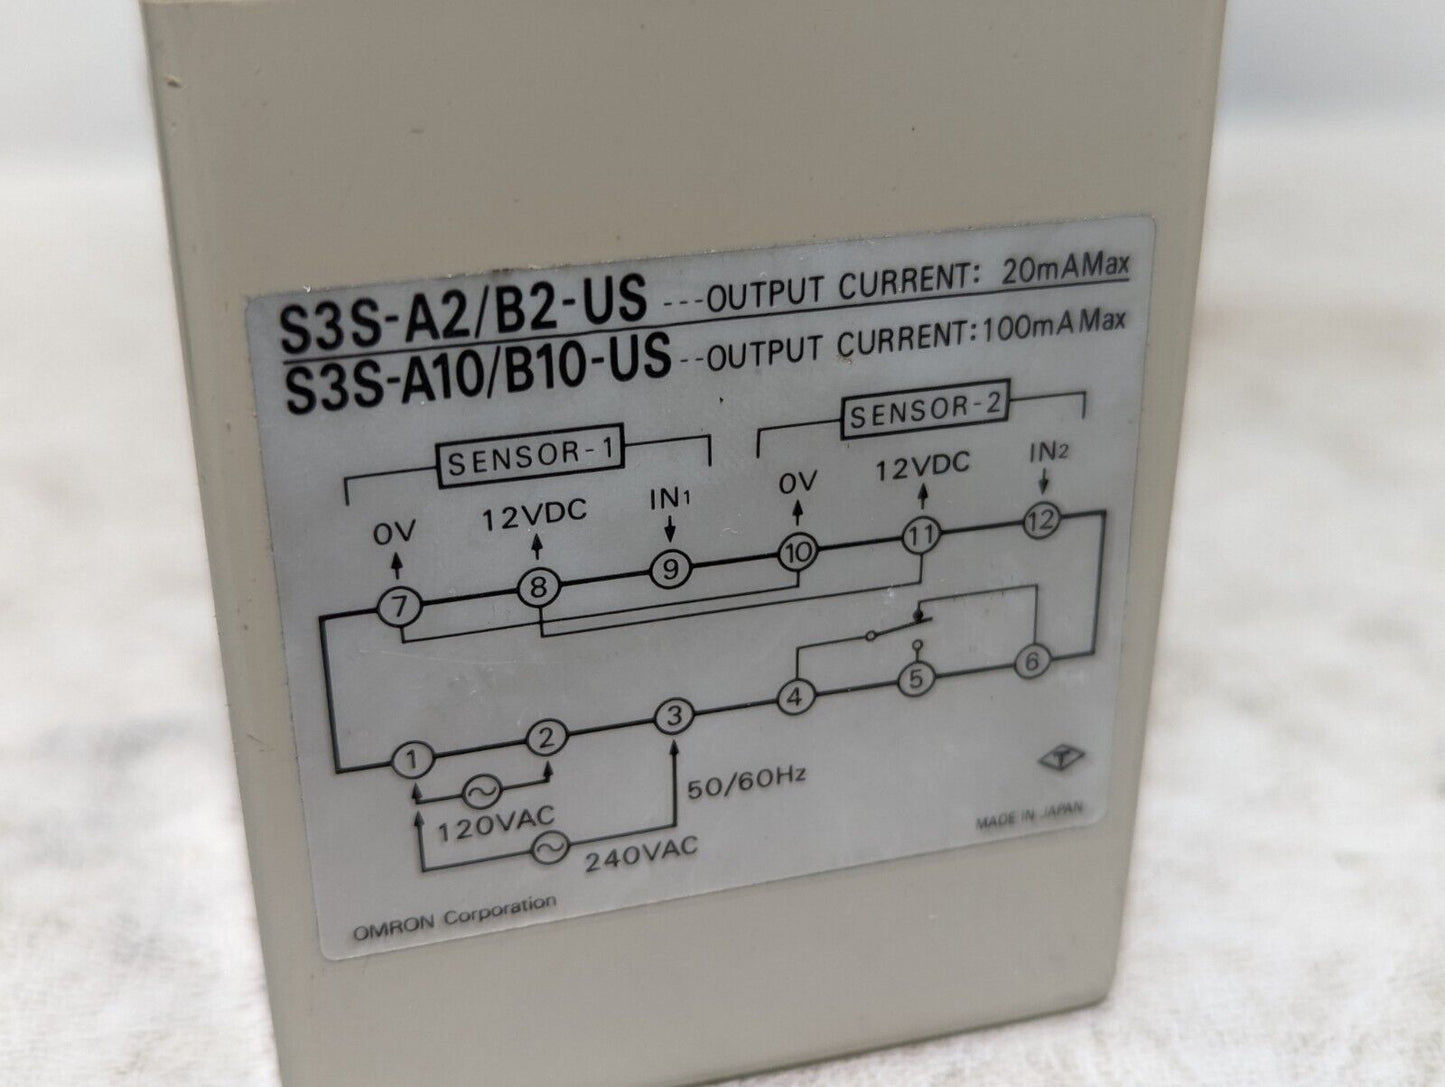 S3S-A2/B2-US ---OUTPUT CURRENT: 20mAMax
S3S-A10/B10-US --OUTPUT CURRENT:100mAMax
SENSOR-1 SENSOR-2
0V 12VDC IN1 0V 12VDC IN2
7 8 9 10 11 12
1 2 3 4 5 6
120VAC 50/60Hz
240VAC
MADE IN JAPAN
OMRON Corporation